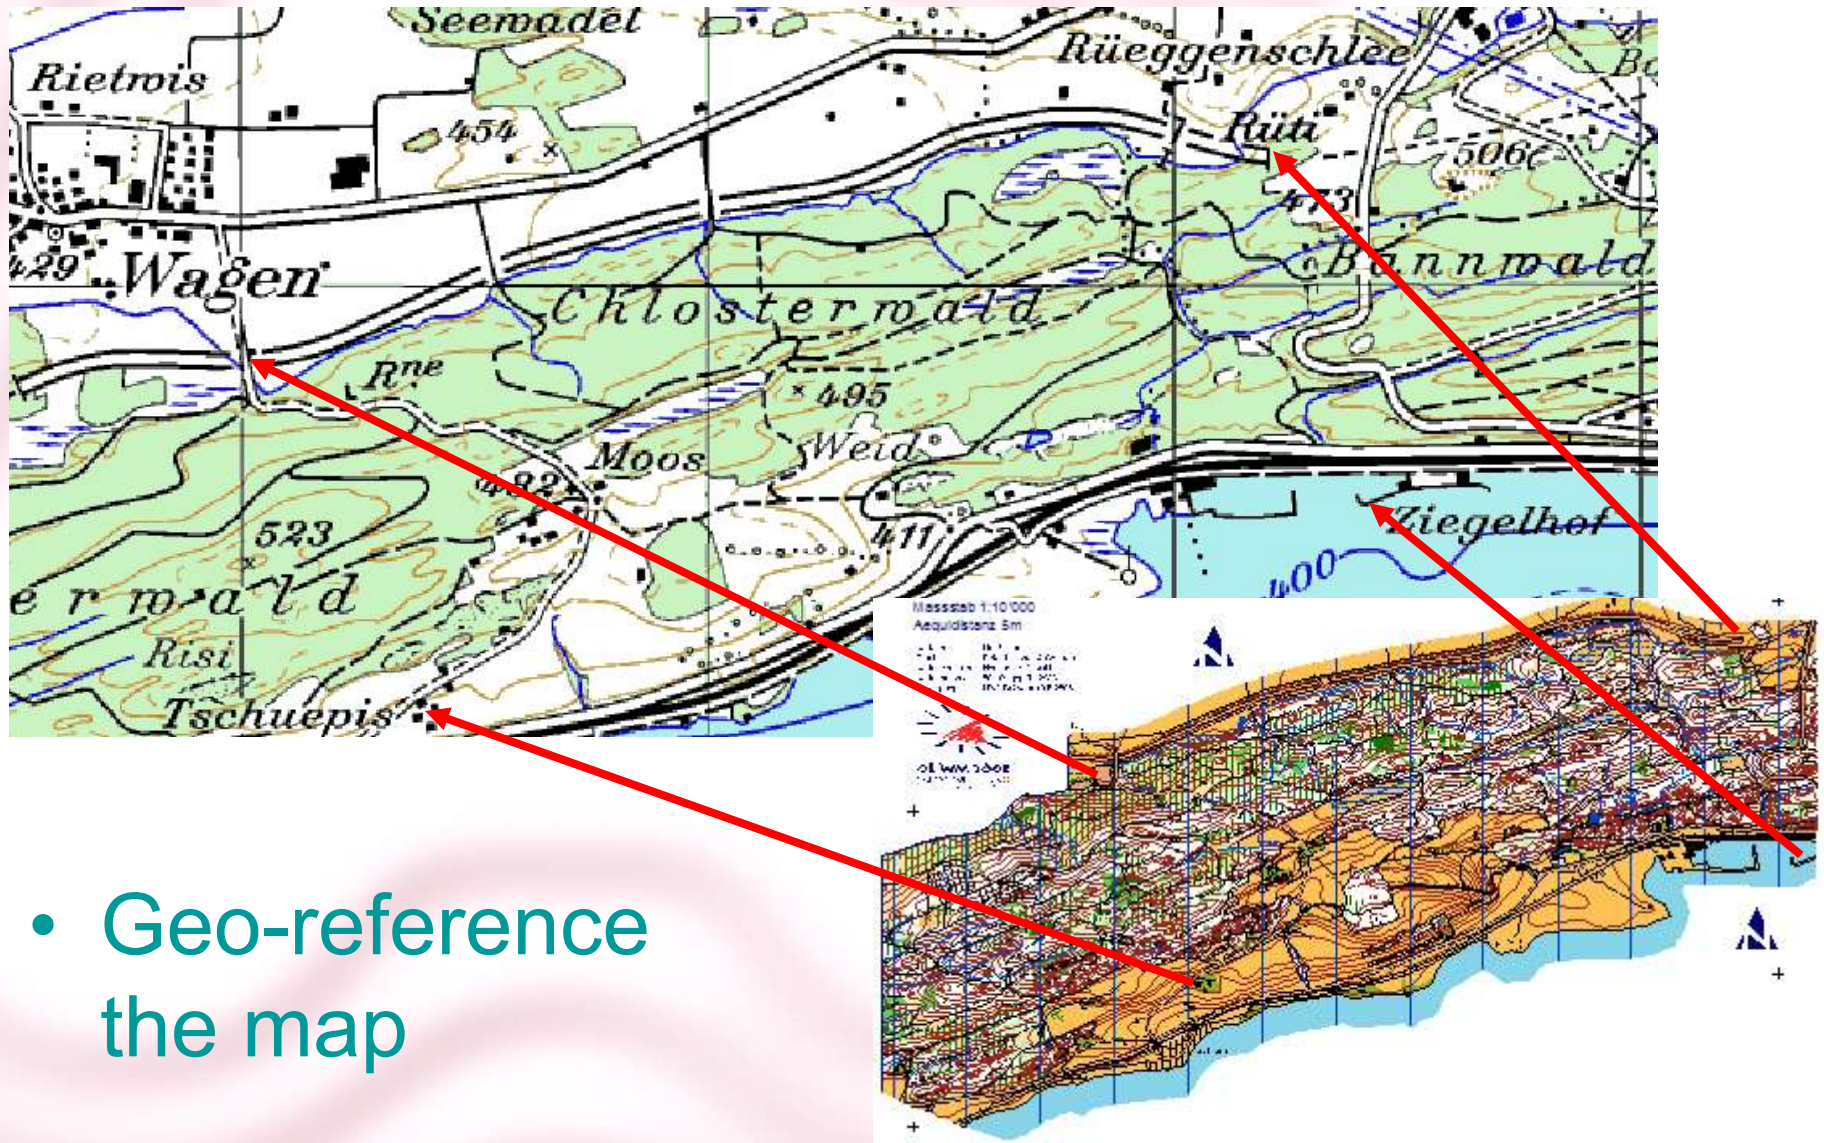 Seemadel
Rietwis
Rüeggenschlee
454
Rüti
506
473
429
Wagen
Bannwald
Chlosterwald
Rne
495
Weid
Moos
482
523
411
Ziegelhof
400
erwald
Risi
Tschuepis
Massstab 1:10'000
Aequidistanz 5m
• Geo-reference
the map